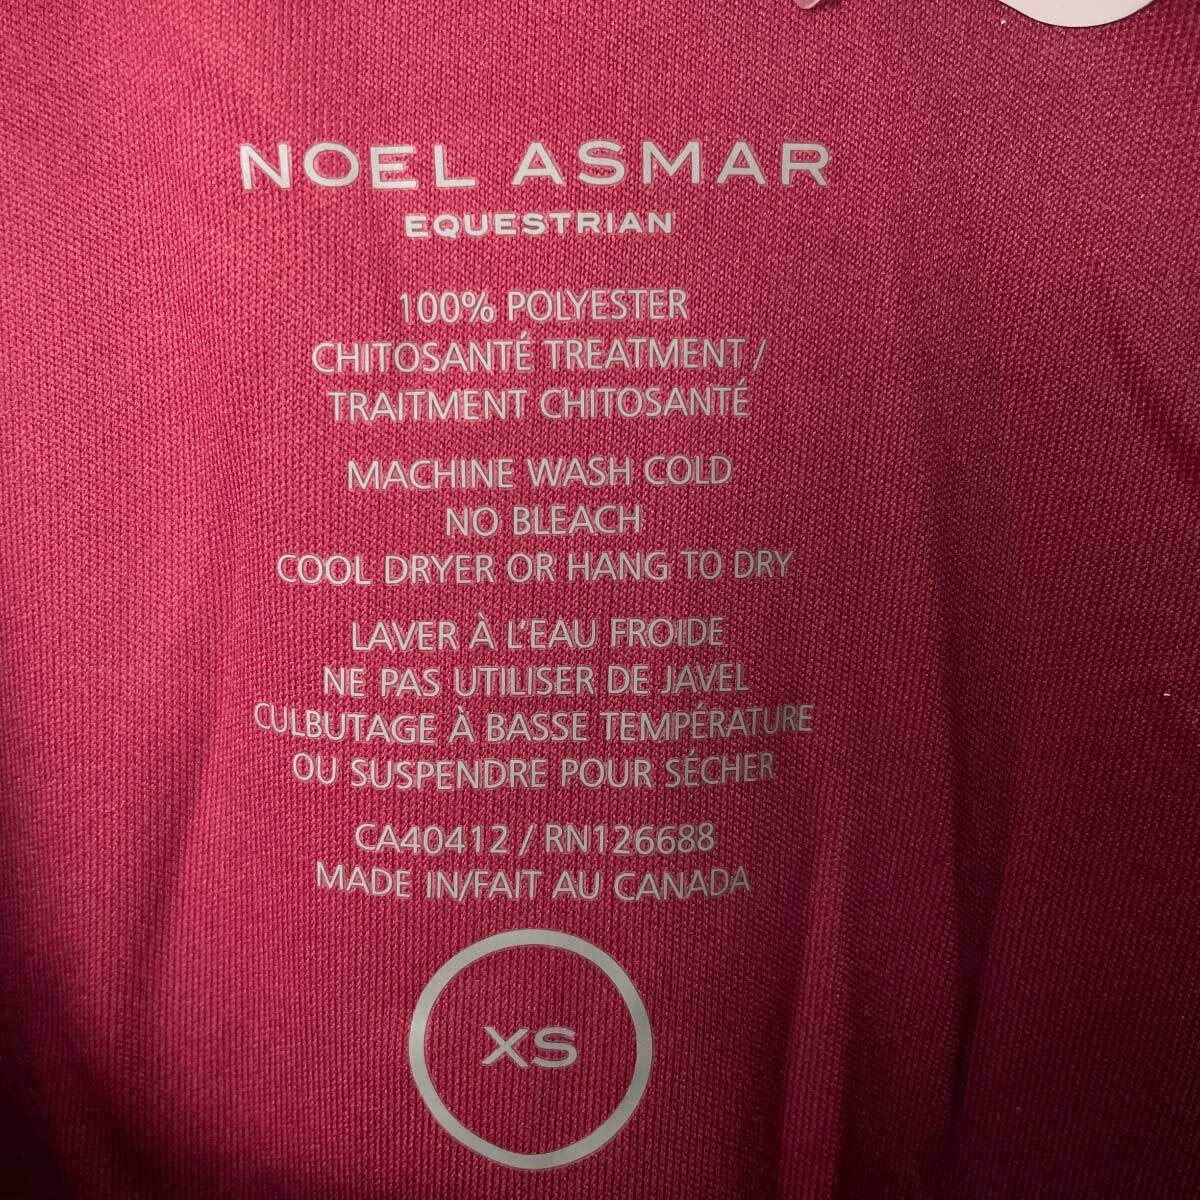 NOEL ASMAR
EQUESTRIAN
100% POLYESTER
CHITOSANTÉ TREATMENT /
TRAITMENT CHITOSANTÉ
MACHINE WASH COLD
NO BLEACH
COOL DRYER OR HANG TO DRY
LAVER À L'EAU FROIDE
NE PAS UTILISER DE JAVEL
CULBUTAGE À BASSE TEMPÉRATURE
OU SUSPENDRE POUR SÉCHER
CA40412 / RN126688
MADE IN/FAIT AU CANADA
XS